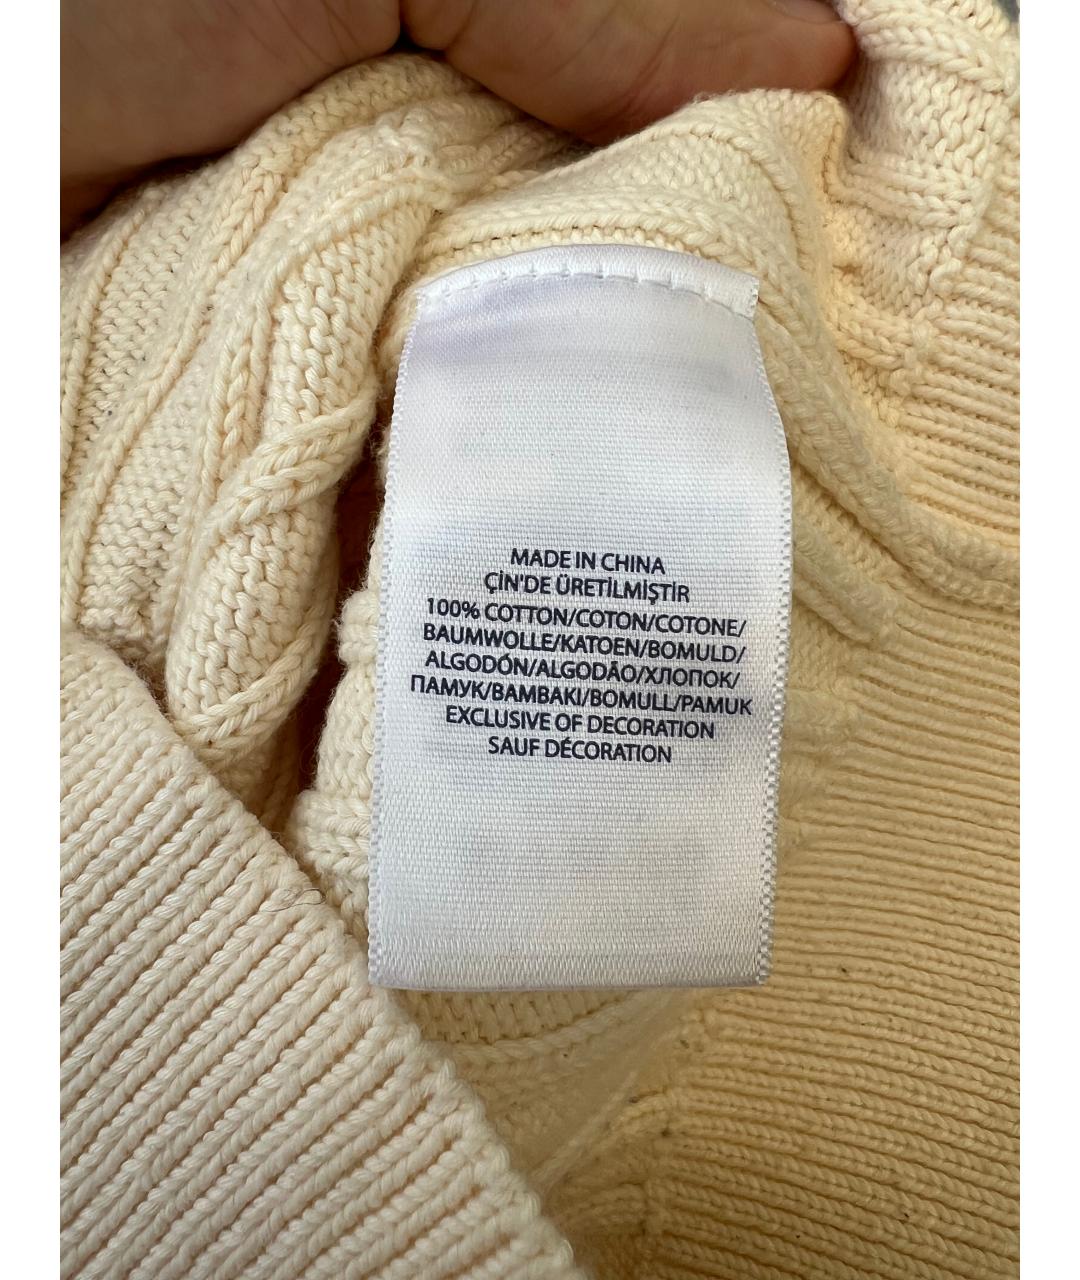 MADE IN CHINA
ÇİN'DE ÜRETİLMİŞTİR
100% COTTON/COTON/COTONE/
BAUMWOLLE/KATOEN/BOMULD/
ALGODÓN/ALGODÃO/ХЛОПОК/
ПАМУК/BAMBAKI/BOMULL/PAMUK
EXCLUSIVE OF DECORATION
SAUF DÉCORATION